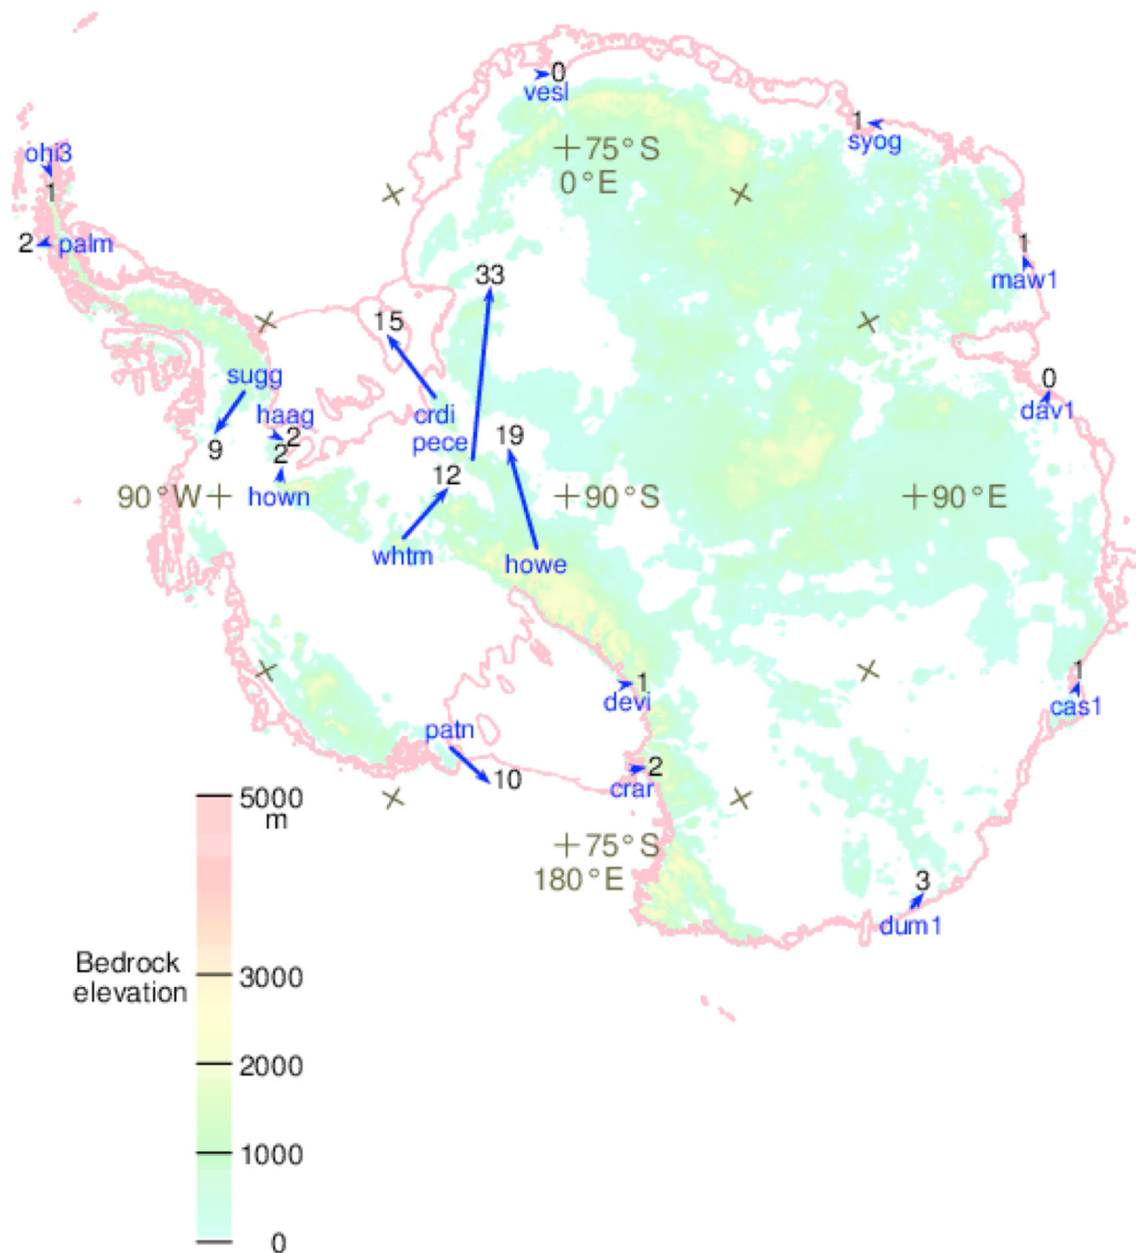 0
vesl
1
syog
+75°S
0°E
ohi3
1
2 palm
1
maw1
33
15
sugg
0
dav1
haag
2
crdi
pece
19
9
2
12
90°W +
hown
+90°S
+90°E
whtm
howe
1
devi
1
cas1
patn
10
2
crar
5000
m
+75°S
180°E
3
dum1
Bedrock
elevation
3000
2000
1000
0